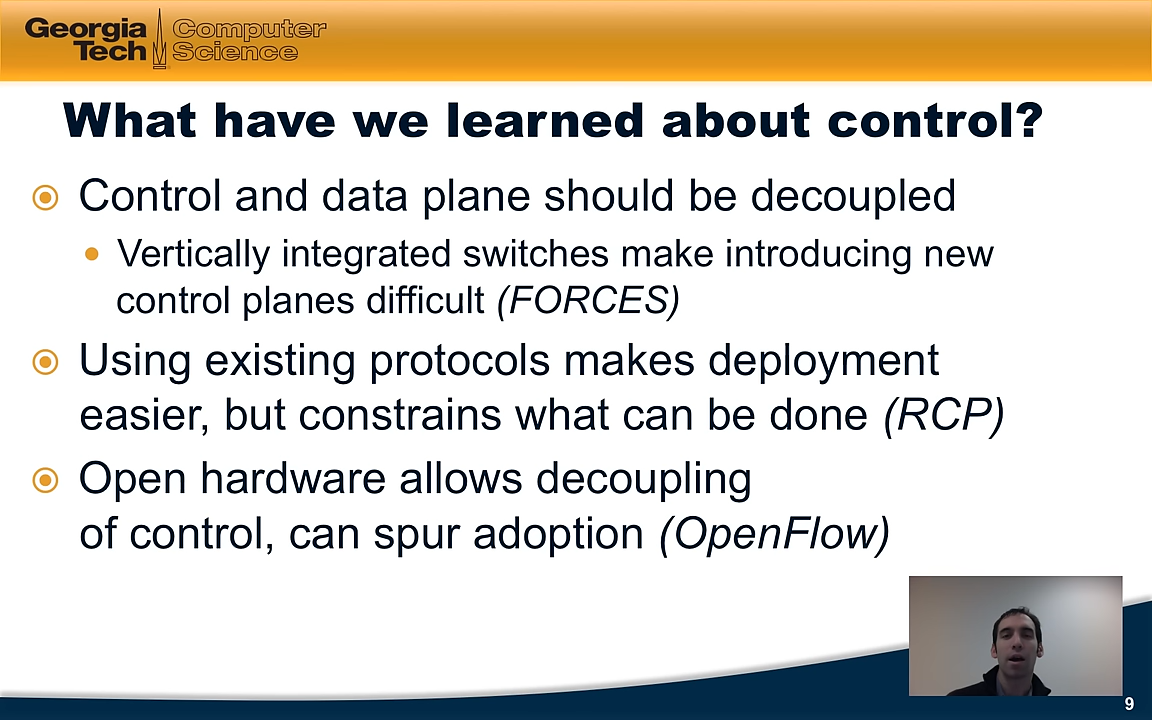 Georgia Tech
Computer Science
What have we learned about control?
Control and data plane should be decoupled
Vertically integrated switches make introducing new
control planes difficult (FORCES)
Using existing protocols makes deployment
easier, but constrains what can be done (RCP)
Open hardware allows decoupling
of control, can spur adoption (OpenFlow)
9